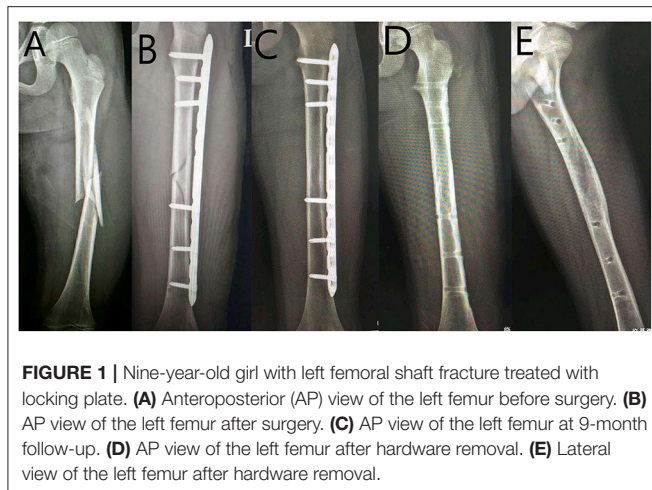 A
B
C
D
E
FIGURE 1 | Nine-year-old girl with left femoral shaft fracture treated with
locking plate. (A) Anteroposterior (AP) view of the left femur before surgery. (B)
AP view of the left femur after surgery. (C) AP view of the left femur at 9-month
follow-up. (D) AP view of the left femur after hardware removal. (E) Lateral
view of the left femur after hardware removal.